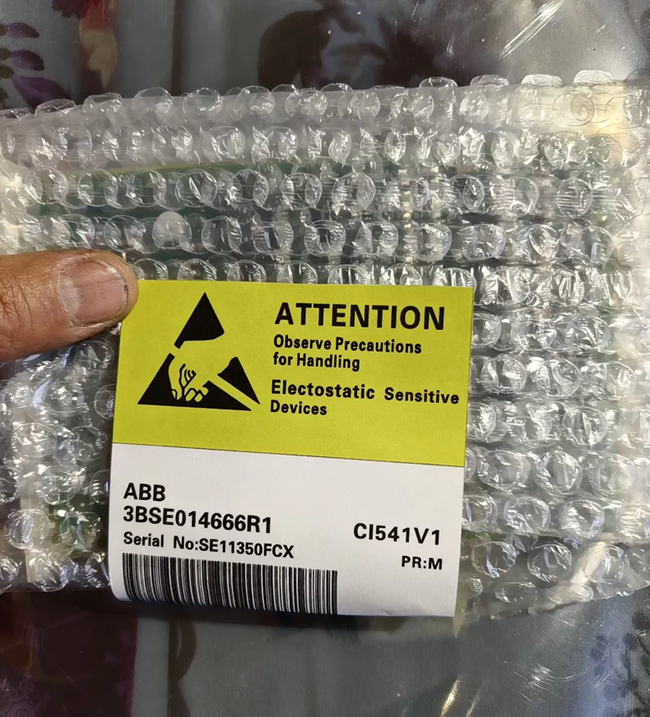 ATTENTION
Observe Precautions
for Handling
Electostatic Sensitive
Devices
ABB
3BSE014666R1
CI541V1
Serial No:SE11350FCX
PR:M